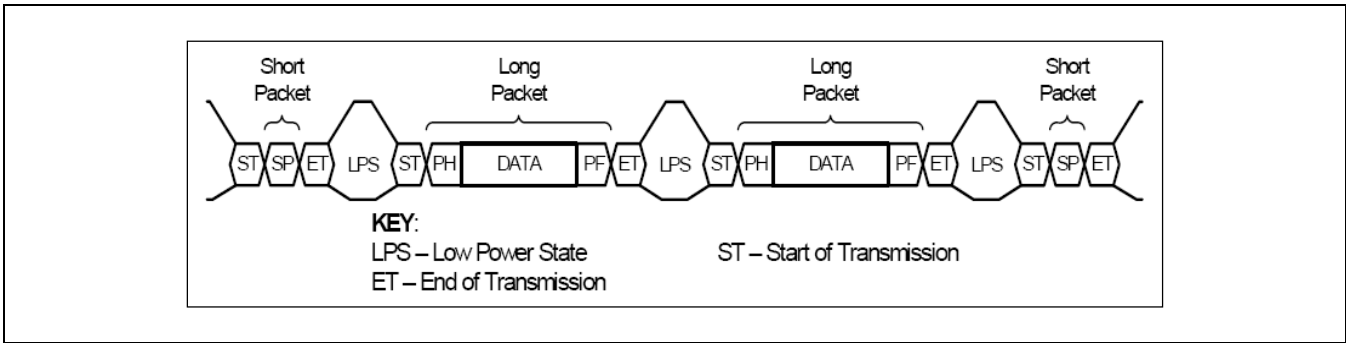 Short Packet
Long Packet
Long Packet
Short Packet
ST SP ET LPS ST PH DATA PF ET LPS ST PH DATA PF ET LPS ST SP ET
KEY:
LPS – Low Power State
ST – Start of Transmission
ET – End of Transmission